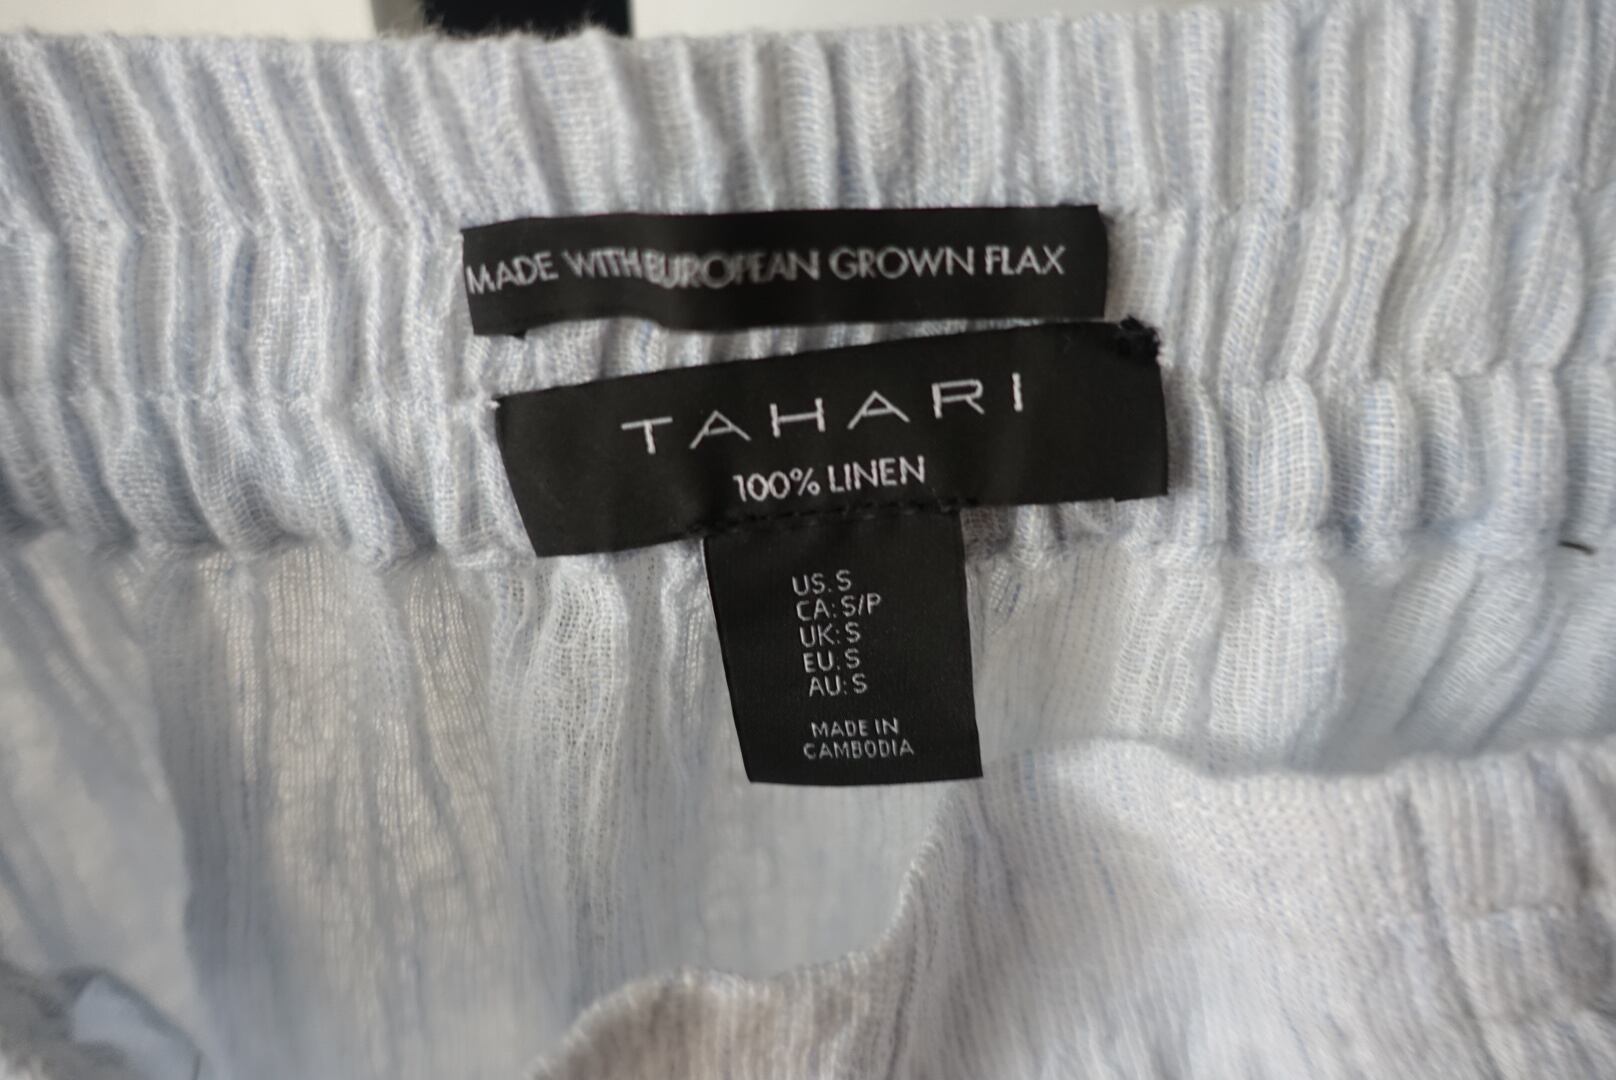 MADE WITH EUROPEAN GROWN FLAX
TAHARI
100% LINEN
US: S
CA: S/P
UK: S
EU: S
AU: S
MADE IN
CAMBODIA